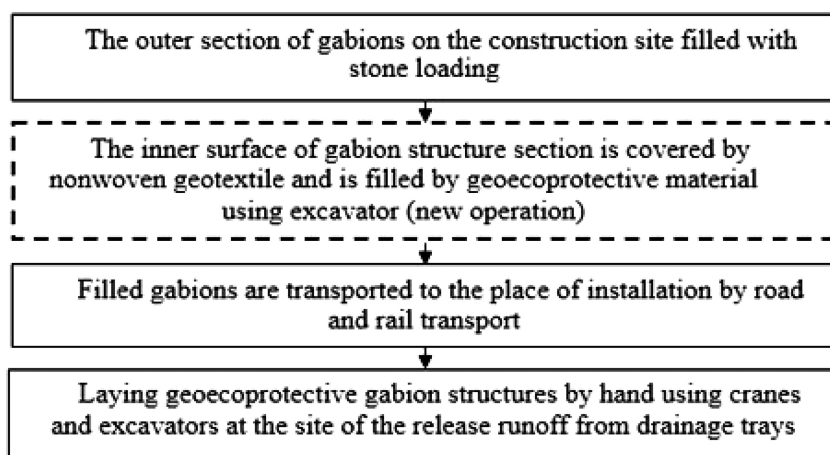 The outer section of gabions on the construction site filled with
stone loading
The inner surface of gabion structure section is covered by
nonwoven geotextile and is filled by geoecoprotective material
using excavator (new operation)
Filled gabions are transported to the place of installation by road
and rail transport
Laying geoecoprotective gabion structures by hand using cranes
and excavators at the site of the release runoff from drainage trays